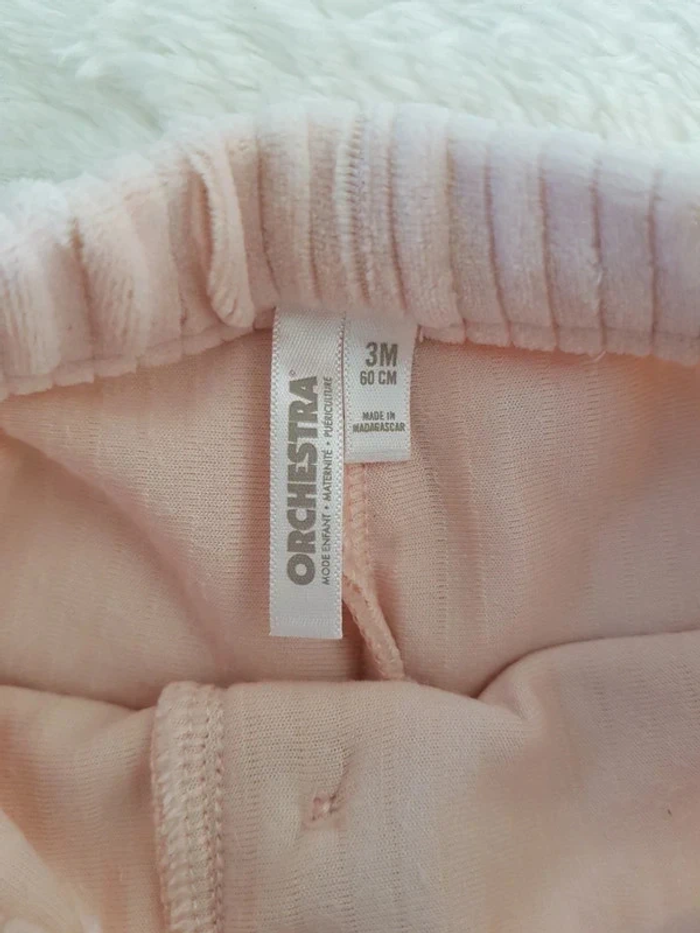 ORCHESTRA®
MODE ENFANT • MATERNITÉ • PUÉRICULTURE
3M
60 CM
MADE IN
MADAGASCAR